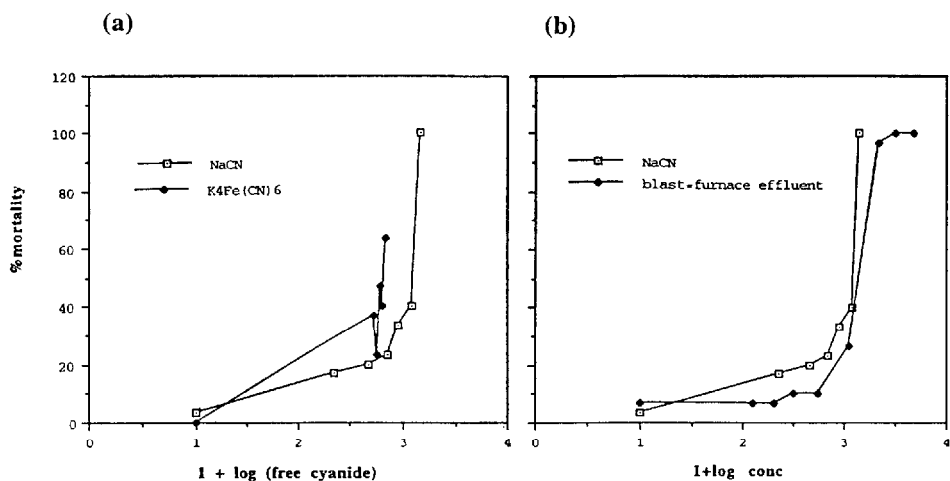 (a)
(b)
120
100
80
60
40
20
0
% mortality
NaCN
K4Fe(CN)6
0 1 2 3 4
1 + log (free cyanide)
NaCN
blast-furnace effluent
0 1 2 3 4
1+log conc